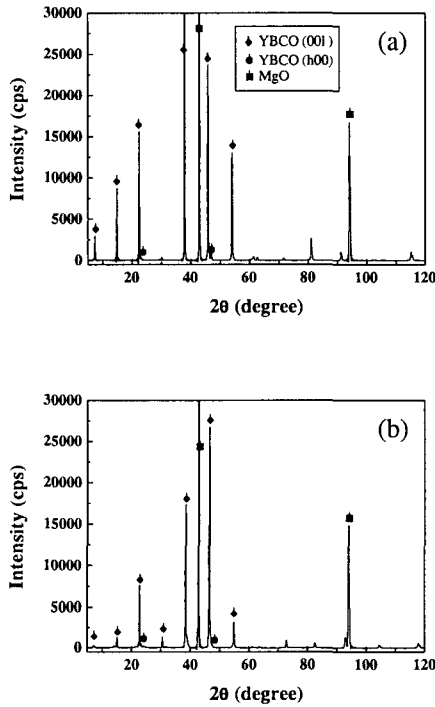 30000
25000
20000
15000
10000
5000
0
Intensity (cps)
(a)
YBCO (00l)
YBCO (h00)
MgO
20 40 60 80 100 120
2θ (degree)
30000
25000
20000
15000
10000
5000
0
Intensity (cps)
(b)
20 40 60 80 100 120
2θ (degree)